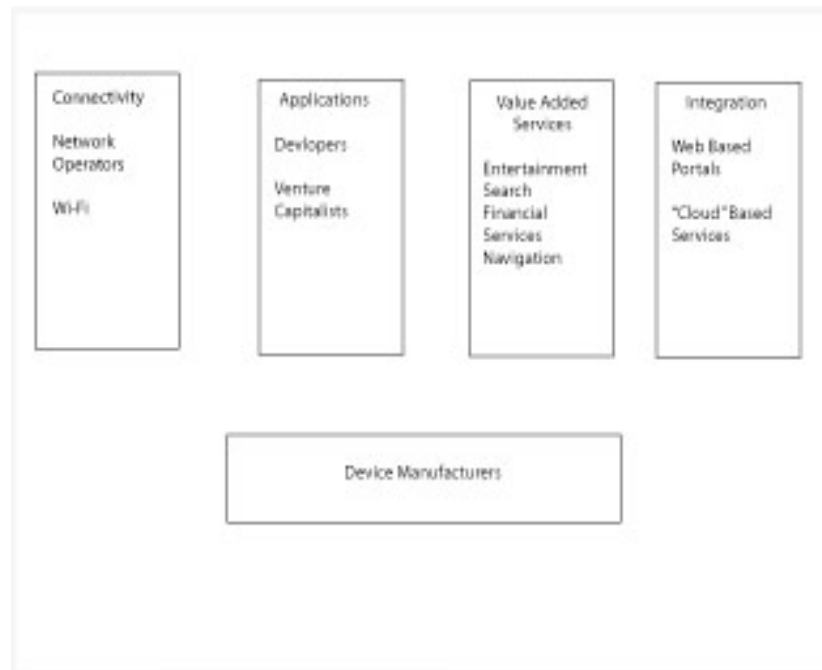 Connectivity
Network
Operators
Wi-Fi
Applications
Devlopers
Venture
Capitalists
Value Added
Services
Entertainment
Search
Financial
Services
Navigation
Integration
Web Based
Portals
"Cloud" Based
Services
Device Manufacturers